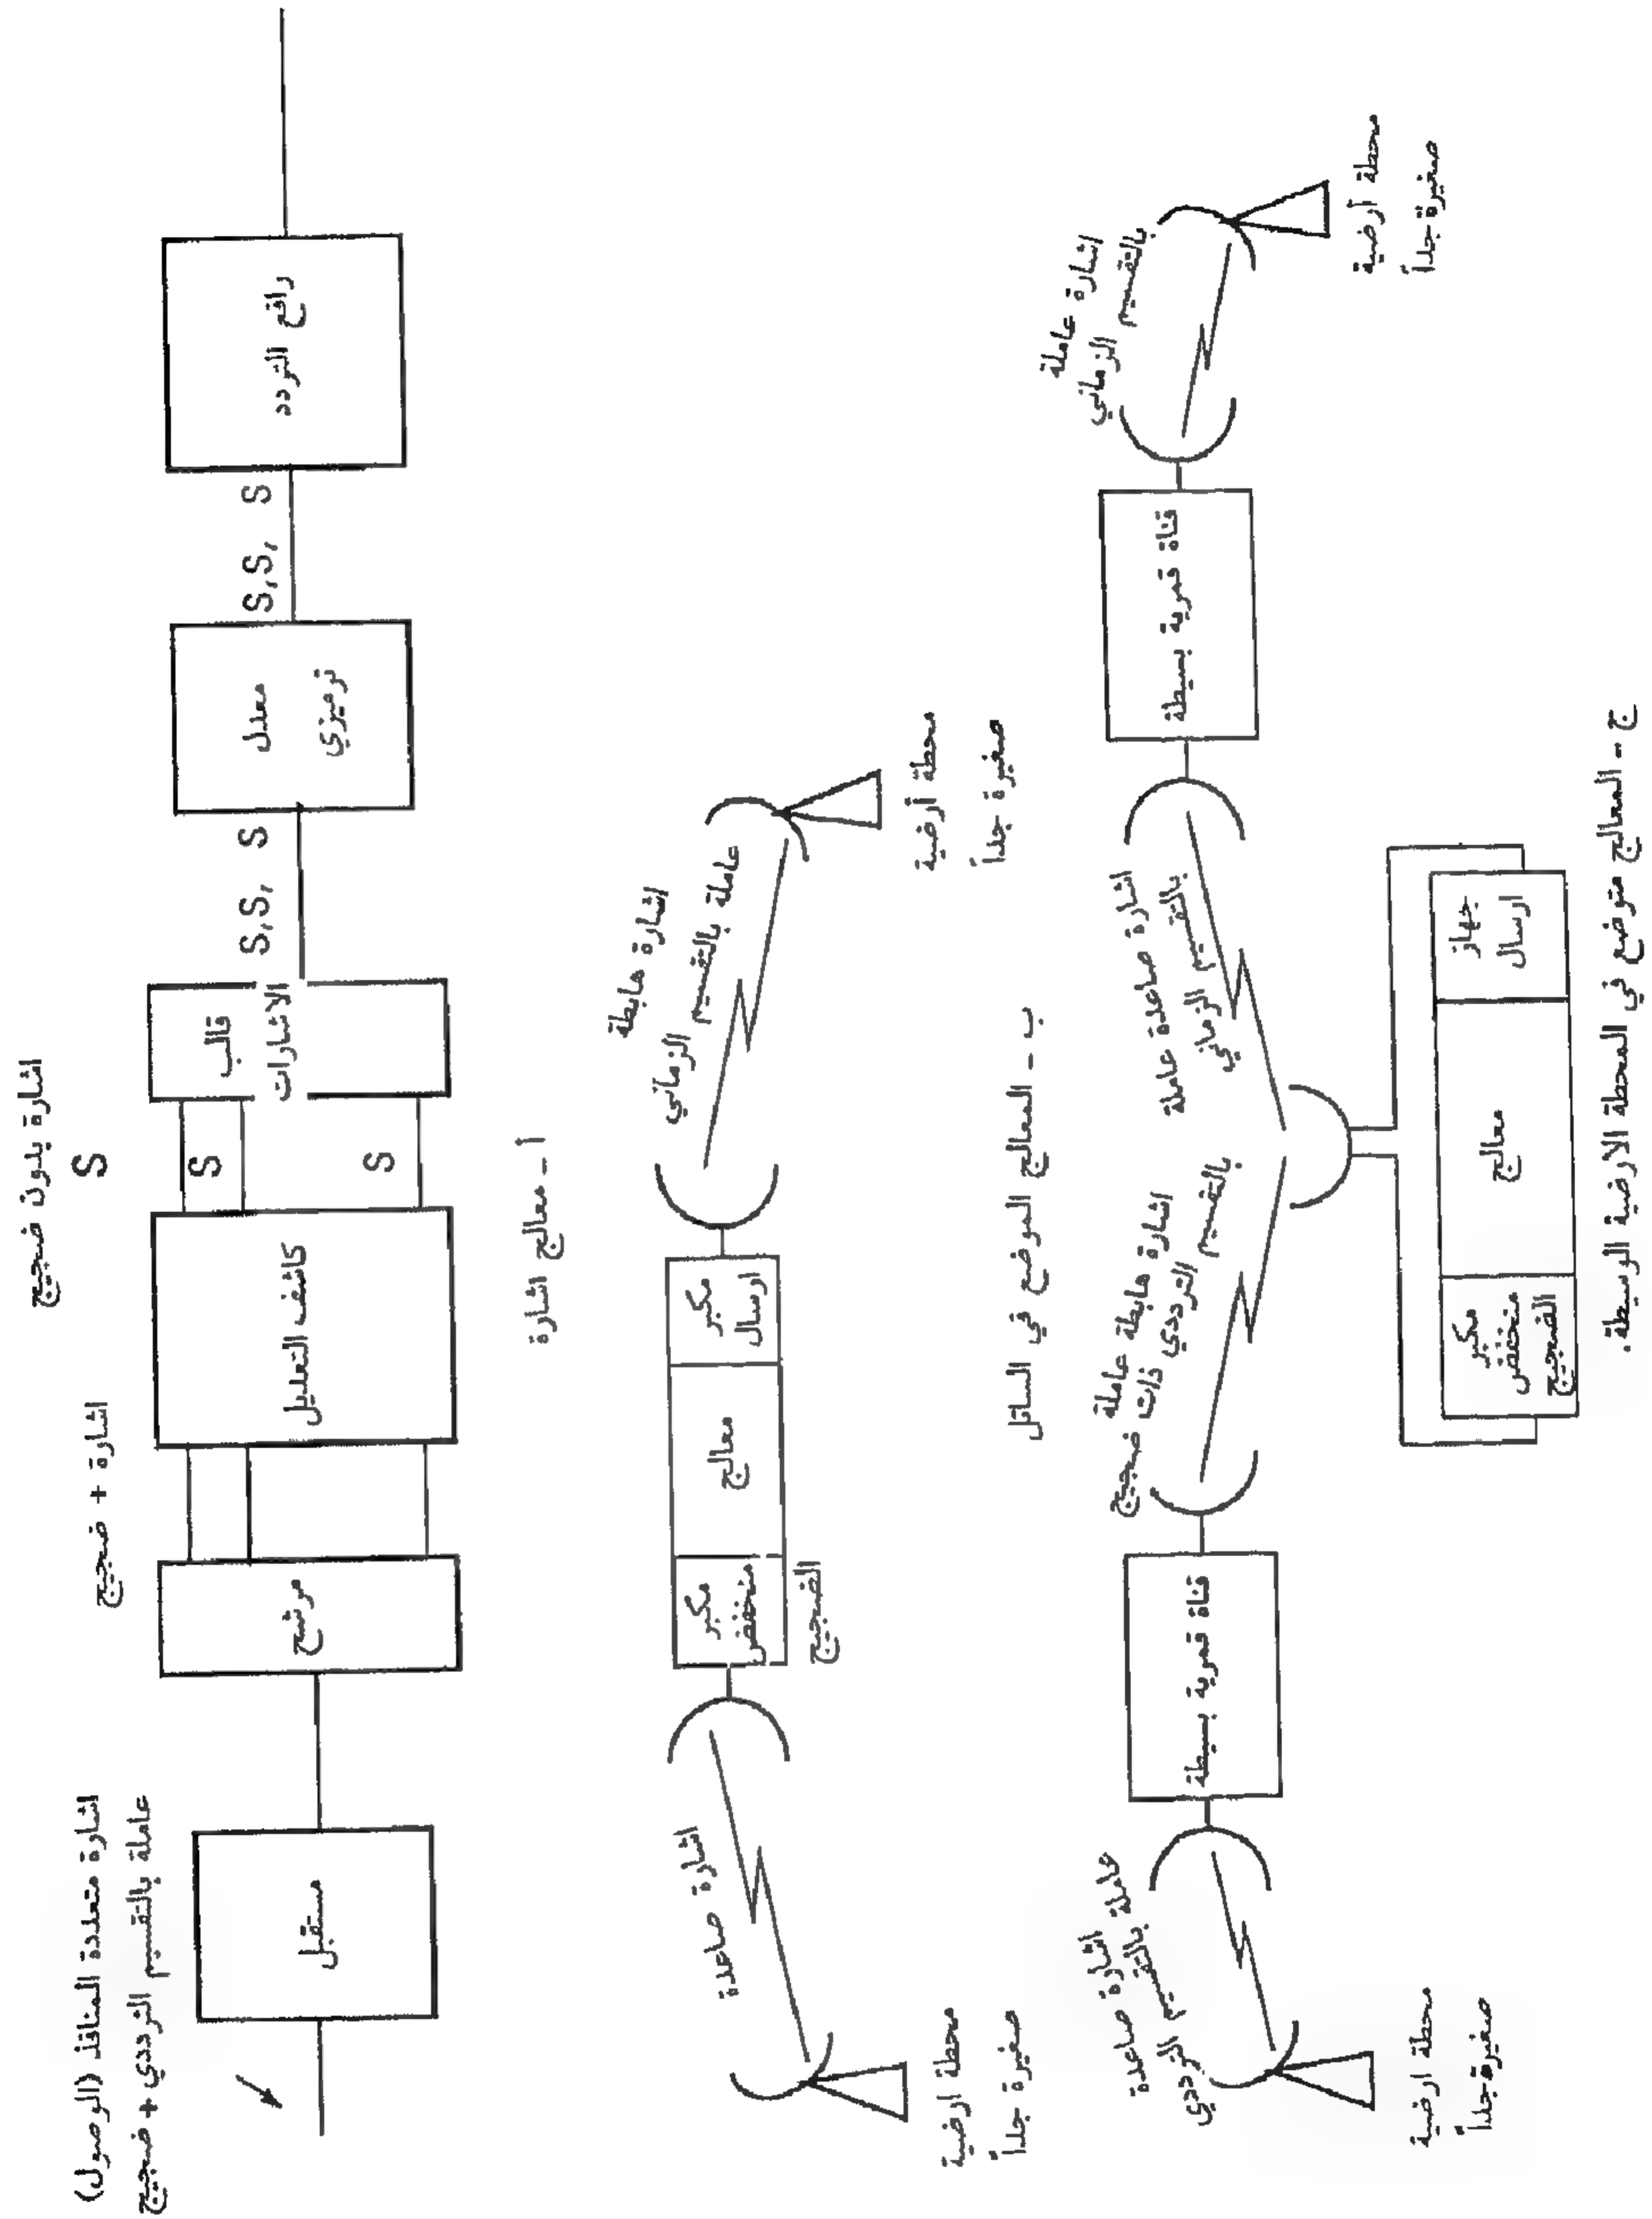 اشارة متعددة المنافذ (الوصول)
عاملة بالتقسيم الترددي + ضجيج
اشارة + ضجيج
اشارة بدون ضجيج
S
مستقبل
مرشح
كاشف التعديل
S
S
قالب
الاشارات
S,S, S
معدل
ترميزي
S,S, S
رافع التردد
أ - معالج اشارة
محطة ارضية
صغيرة جداً
اشارة صاعدة
مكبر
منخفض
الضجيج
معالج
مكبر
ارسال
اشارة هابطة
عاملة بالتقسيم
الزماني
محطة أرضية
صغيرة جداً
ب - المعالج الموضع في الساتل
محطة ارضية
صغيرة جداً
اشارة صاعدة
عاملة بالتقسيم
الترددي
قناة قمرية بسيطة
اشارة هابطة عاملة
بالتقسيم الترددي ذات ضجيج
مكبر
منخفض
الضجيج
معالج
جهاز
ارسال
اشارة صاعدة عاملة
بالتقسيم الزماني
قناة قمرية بسيطة
اشارة عاملة
بالتقسيم الزماني
محطة أرضية
صغيرة جداً
ج - المعالج متوضع في المحطة الارضية الوسيطة.